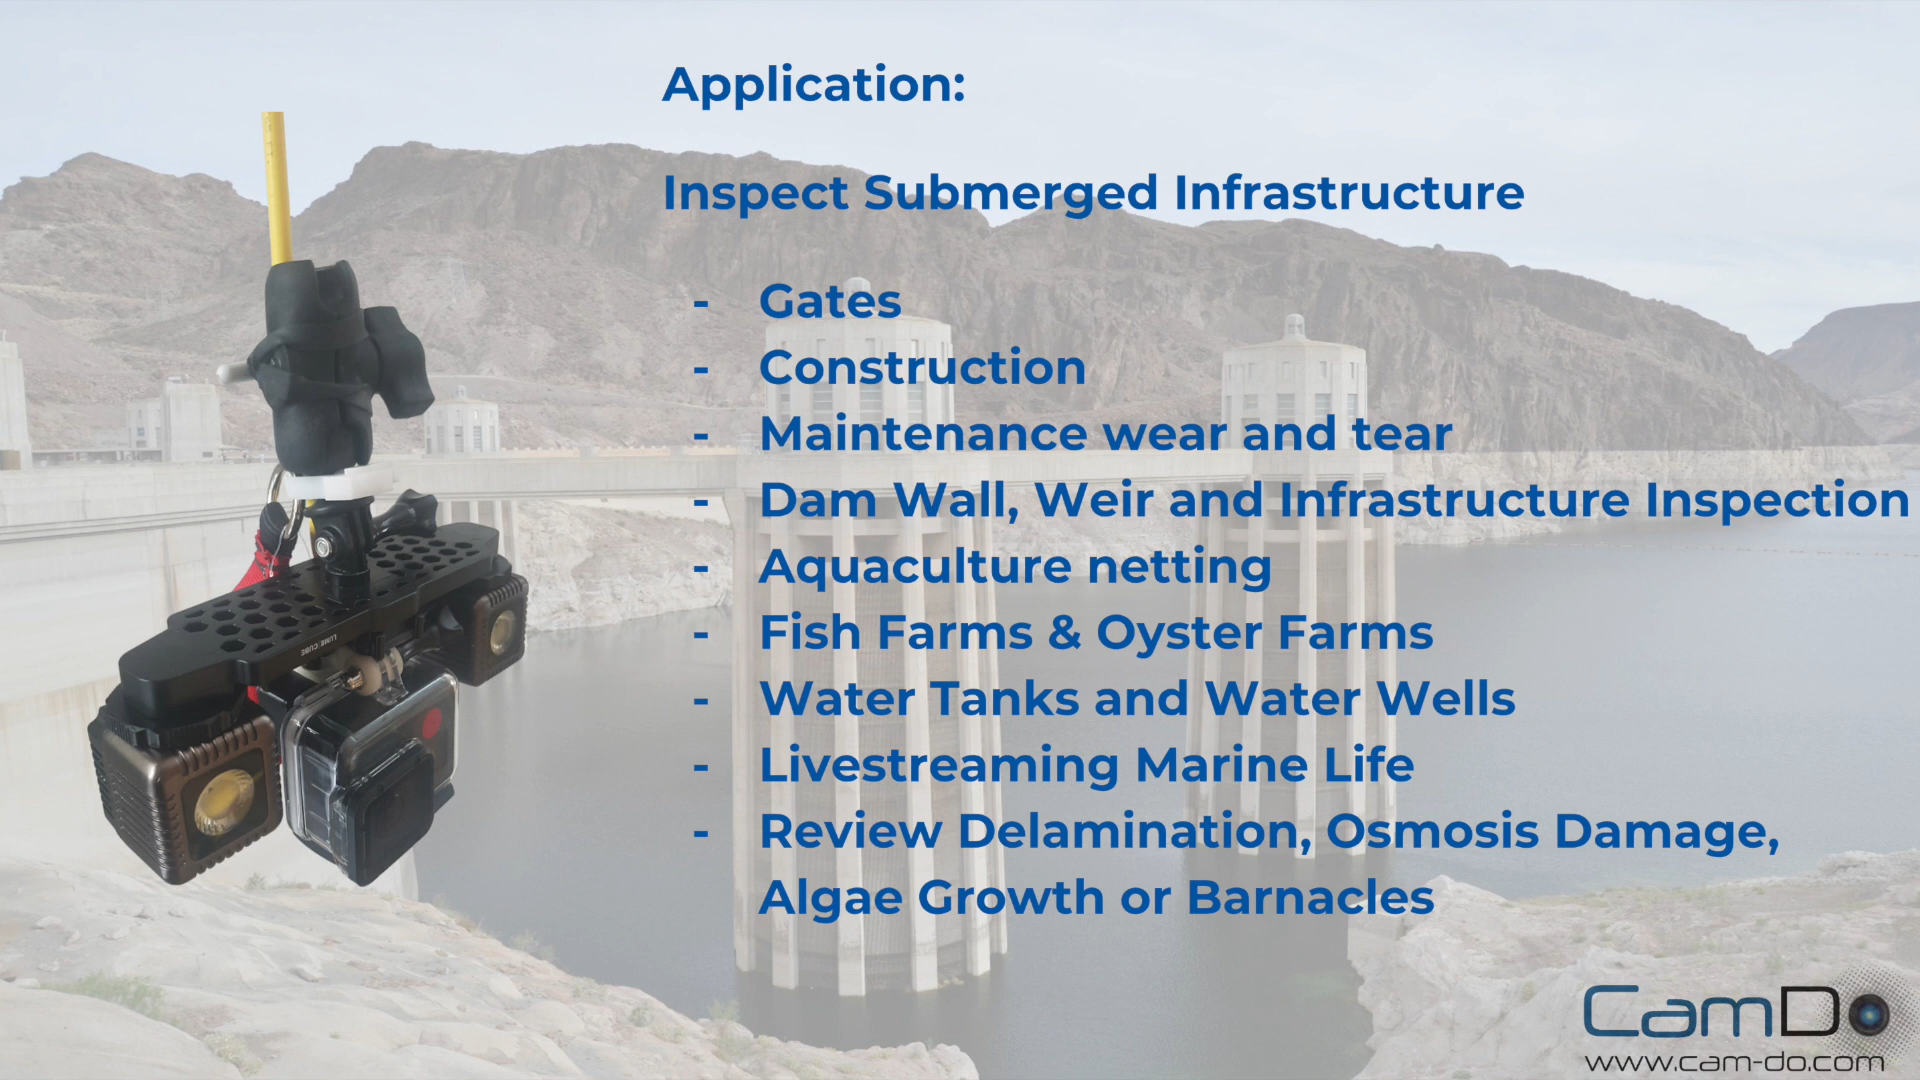 Application:
Inspect Submerged Infrastructure
- Gates
- Construction
- Maintenance wear and tear
- Dam Wall, Weir and Infrastructure Inspection
- Aquaculture netting
- Fish Farms & Oyster Farms
- Water Tanks and Water Wells
- Livestreaming Marine Life
- Review Delamination, Osmosis Damage,
Algae Growth or Barnacles
LUME CUBE
CamDo
www.cam-do.com